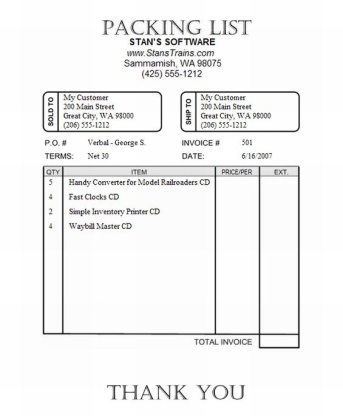 PACKING LIST
STAN'S SOFTWARE
www.StansTrains.com
Sammamish, WA 98075
(425) 555-1212
SOLD TO
My Customer
200 Main Street
Great City, WA 98000
(206) 555-1212
SHIP TO
My Customer
200 Main Street
Great City, WA 98000
(206) 555-1212
P.O. # Verbal - George S. INVOICE # 501
TERMS: Net 30 DATE: 6/16/2007
QTY ITEM PRICE/PER EXT.
5 Handy Converter for Model Railroaders CD
4 Fast Clocks CD
2 Simple Inventory Printer CD
4 Waybill Master CD
TOTAL INVOICE
THANK YOU